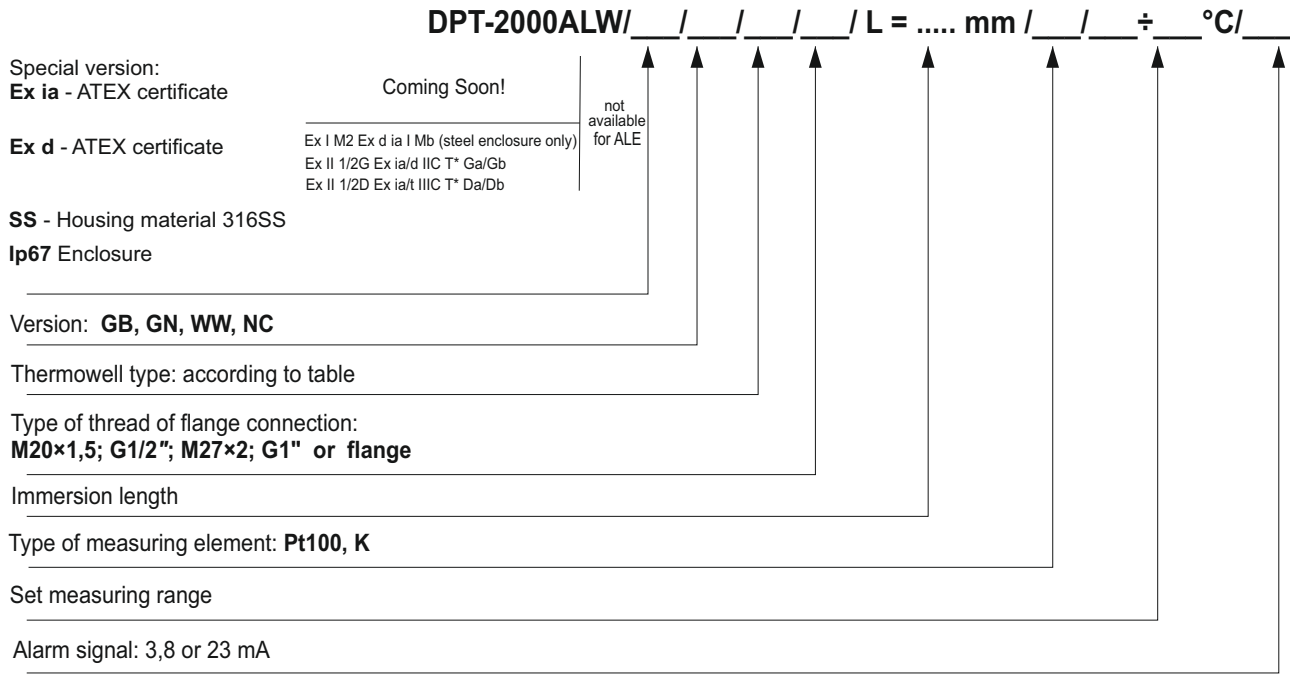 DPT-2000ALW/___/___/___/___/ L = ..... mm /___/___÷___°C/___
Special version:
Ex ia - ATEX certificate
Coming Soon!
not
available
for ALE
Ex d - ATEX certificate
Ex I M2 Ex d ia I Mb (steel enclosure only)
Ex II 1/2G Ex ia/d IIC T* Ga/Gb
Ex II 1/2D Ex ia/t IIIC T* Da/Db
SS - Housing material 316SS
Ip67 Enclosure
Version: GB, GN, WW, NC
Thermowell type: according to table
Type of thread of flange connection:
M20×1,5; G1/2"; M27×2; G1" or flange
Immersion length
Type of measuring element: Pt100, K
Set measuring range
Alarm signal: 3,8 or 23 mA